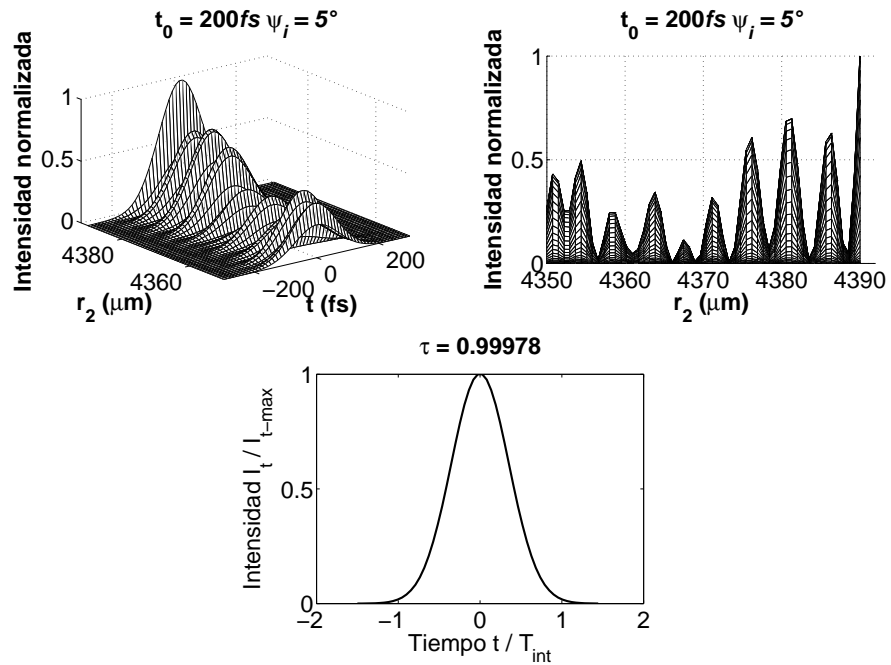 t₀ = 200fs ψᵢ = 5°
Intensidad normalizada
1
0.5
0
4380
4360
r₂ (μm)
−200
0
200
t (fs)
t₀ = 200fs ψᵢ = 5°
Intensidad normalizada
1
0.5
0
4350 4360 4370 4380 4390
r₂ (μm)
τ = 0.99978
Intensidad Iₜ / Iₜ₋ₘₐₓ
1
0.5
0
−2 −1 0 1 2
Tiempo t / T_int